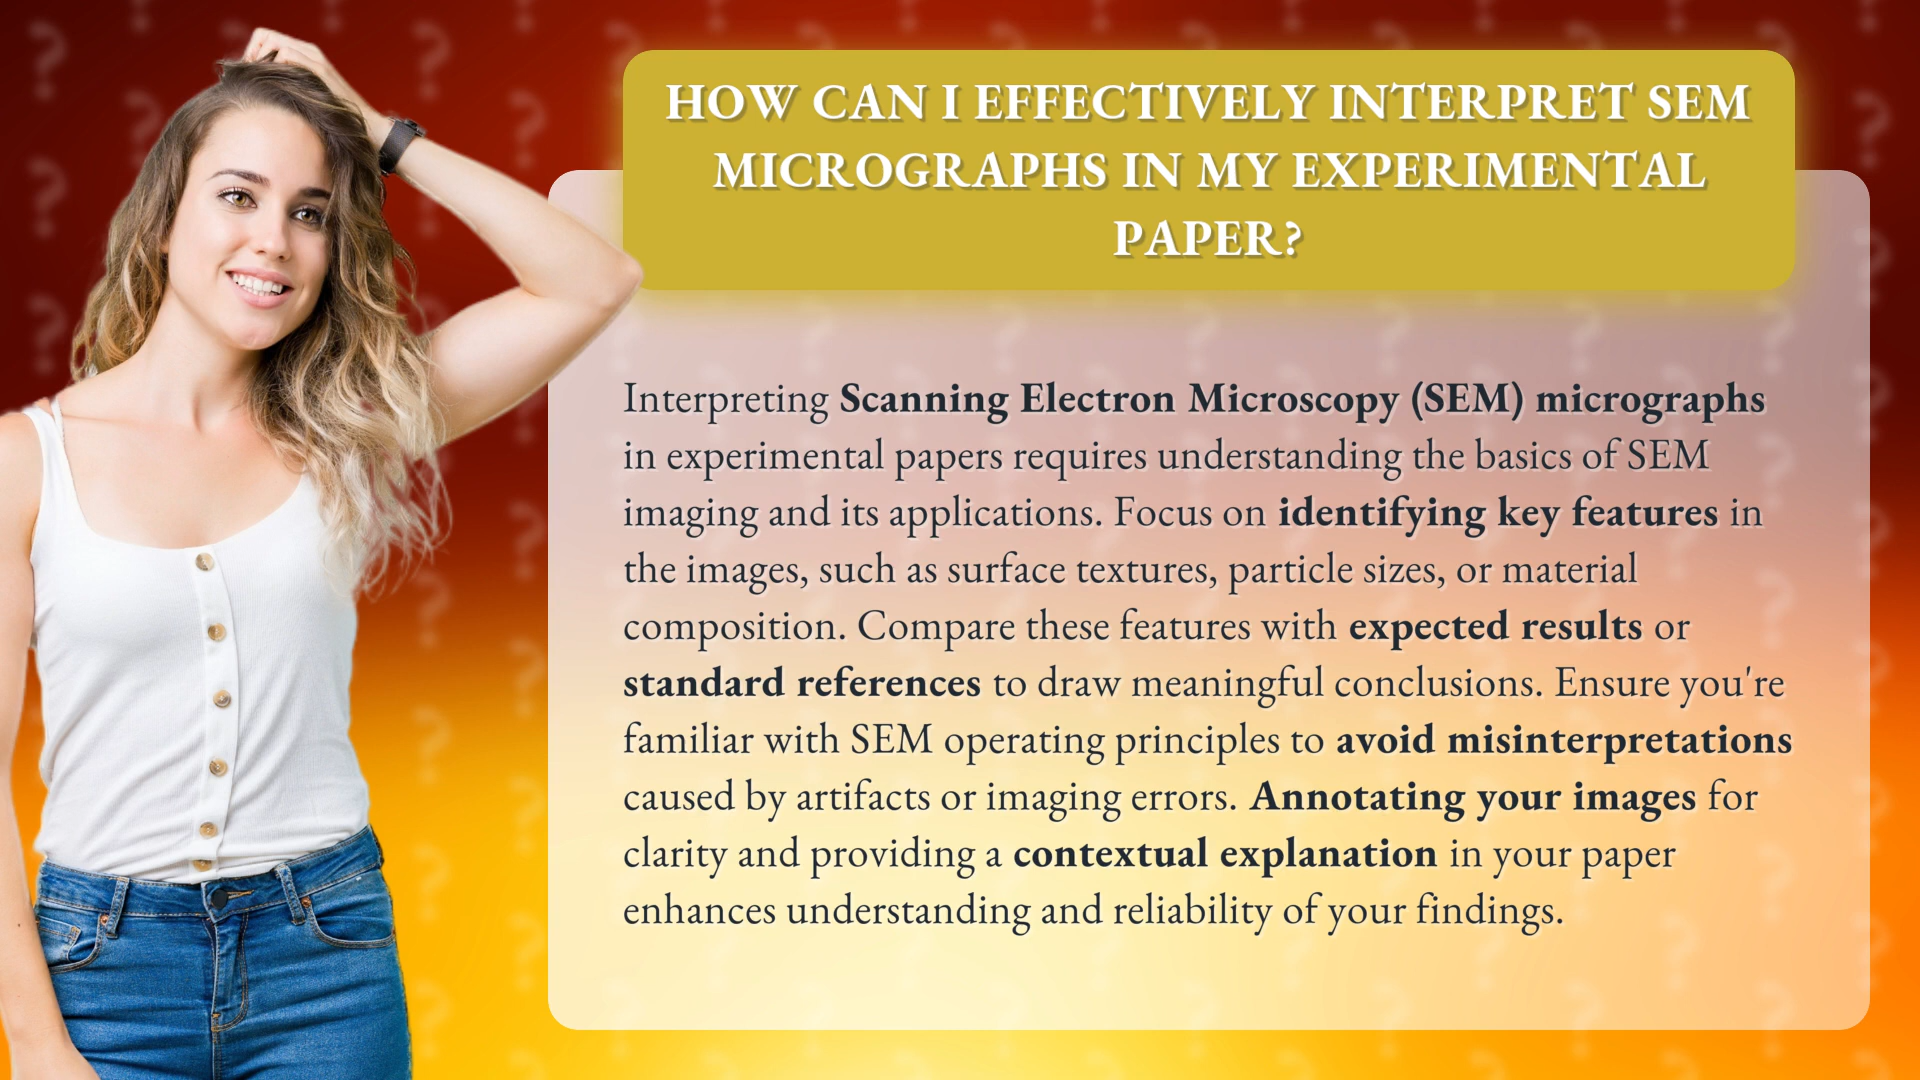 HOW CAN I EFFECTIVELY INTERPRET SEM
MICROGRAPHS IN MY EXPERIMENTAL
PAPER?
Interpreting Scanning Electron Microscopy (SEM) micrographs
in experimental papers requires understanding the basics of SEM
imaging and its applications. Focus on identifying key features in
the images, such as surface textures, particle sizes, or material
composition. Compare these features with expected results or
standard references to draw meaningful conclusions. Ensure you're
familiar with SEM operating principles to avoid misinterpretations
caused by artifacts or imaging errors. Annotating your images for
clarity and providing a contextual explanation in your paper
enhances understanding and reliability of your findings.